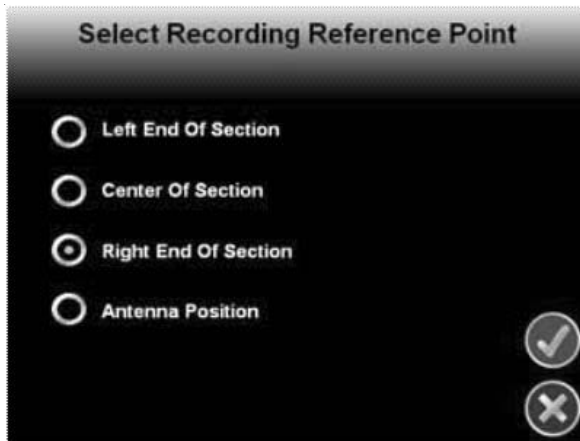 Select Recording Reference Point
Left End Of Section
Center Of Section
Right End Of Section
Antenna Position